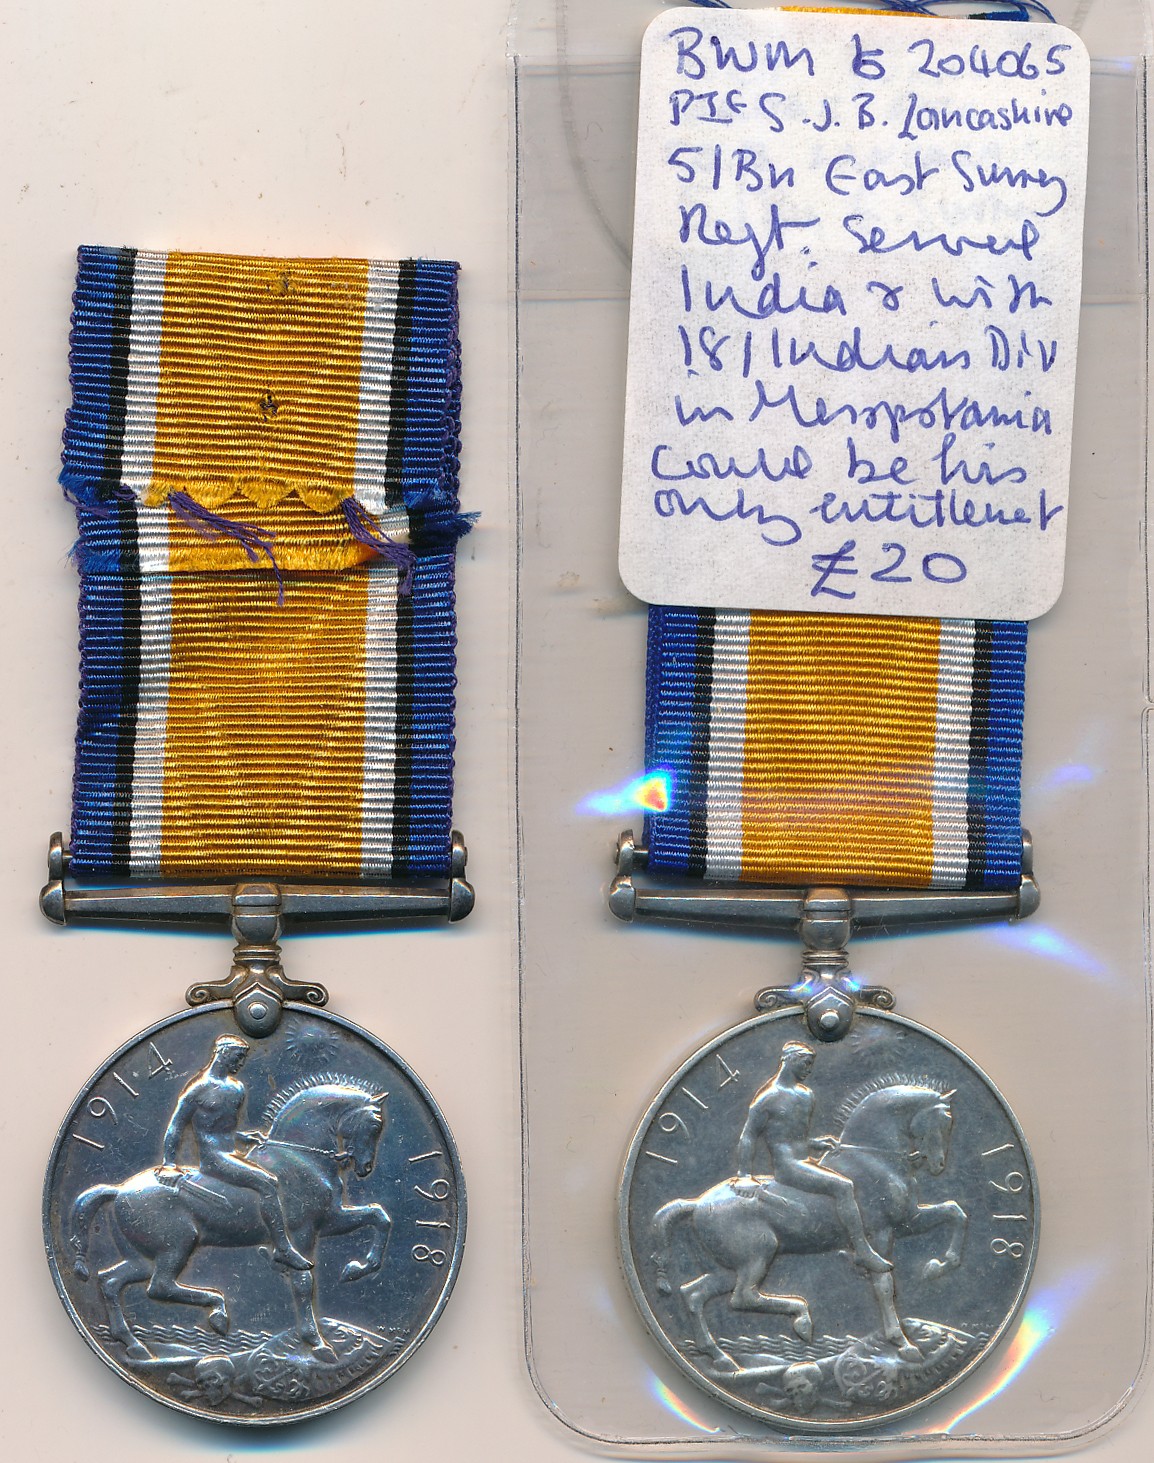 BWM to 204065
Pte S.J.B. Lancashire
5/Bn East Surrey
Regt. Served
India & with
18/Indian Div
in Mesopotamia
could be his
only entitlement
£20
1914
1918
1914
1918